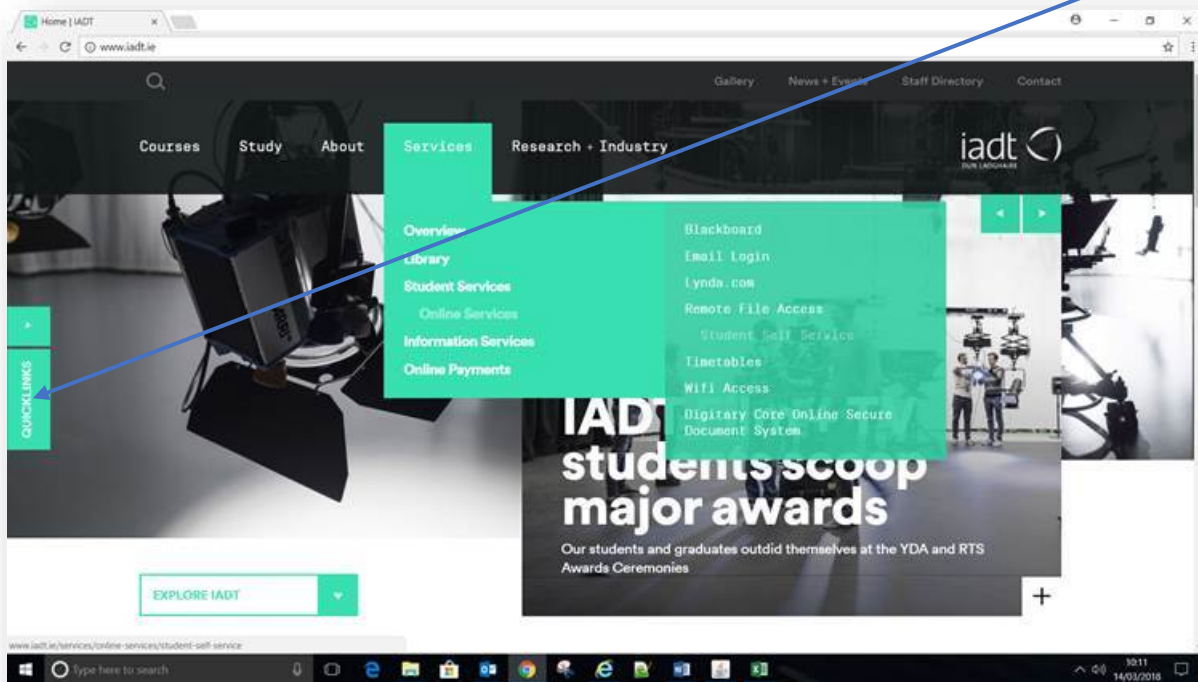 Home | IADT
www.iadt.ie
Gallery News + Events Staff Directory Contact
Courses Study About Services Research + Industry
iadt
DUN LAOGHAIRE
Overview
Library
Student Services
Online Services
Information Services
Online Payments
Blackboard
Email Login
Lynda.com
Remote File Access
Student Self Service
Timetables
Wifi Access
Digitary Core Online Secure
Document System
QUICKLINKS
IADT
students scoop
major awards
Our students and graduates outdid themselves at the YDA and RTS
Awards Ceremonies
EXPLORE IADT
www.iadt.ie/services/online-services/student-self-service
Type here to search
10:11
14/03/2018